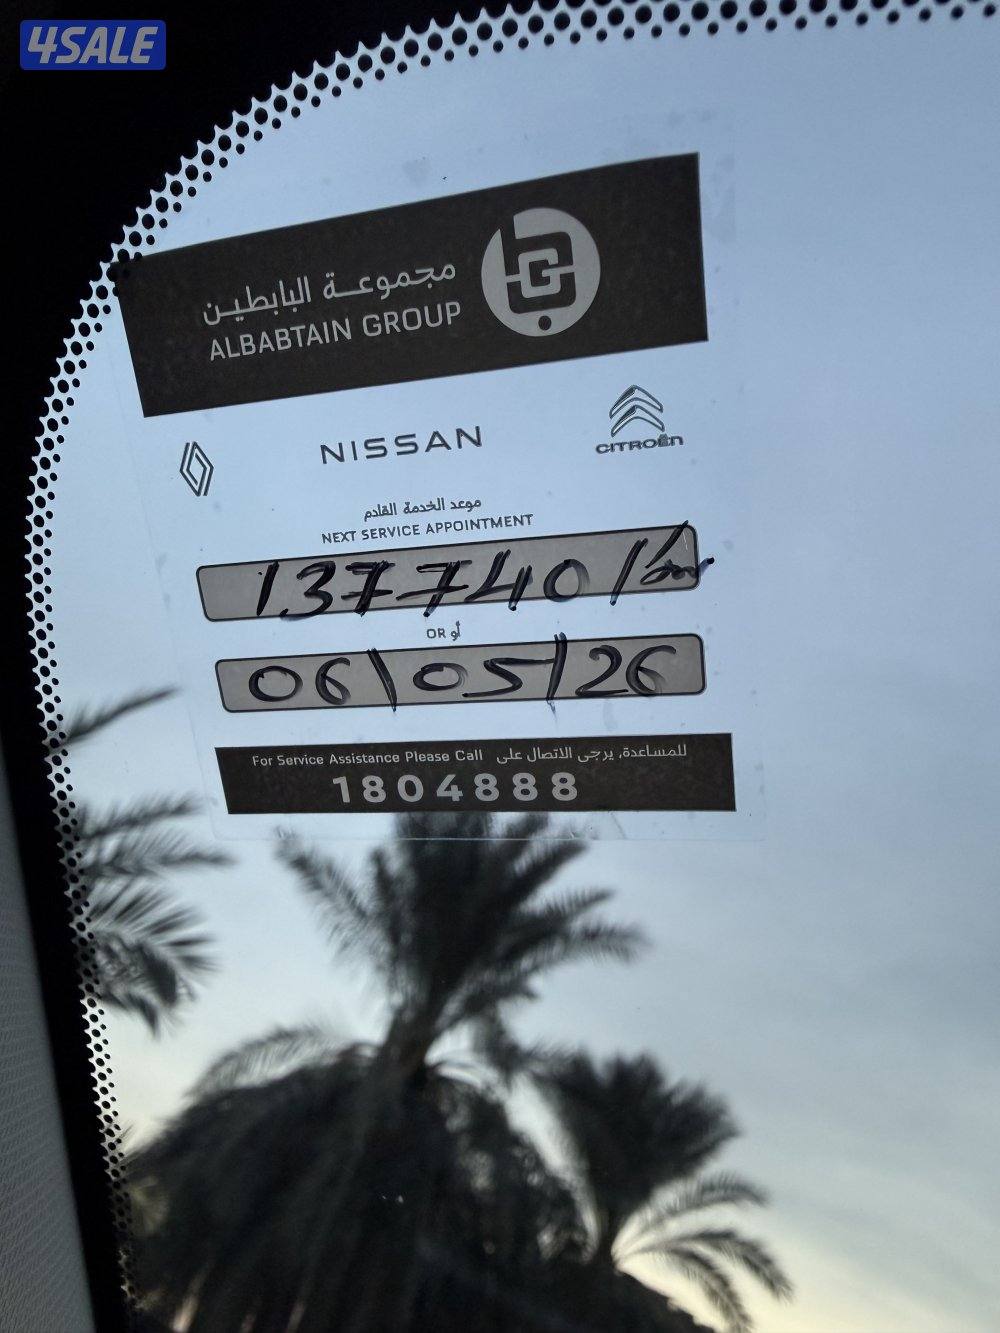 4SALE
مجموعة البابطين
ALBABTAIN GROUP
NISSAN
CITROËN
موعد الخدمة القادم
NEXT SERVICE APPOINTMENT
137740/
OR أو
06/05/26
For Service Assistance Please Call للمساعدة, يرجى الاتصال على
1804888